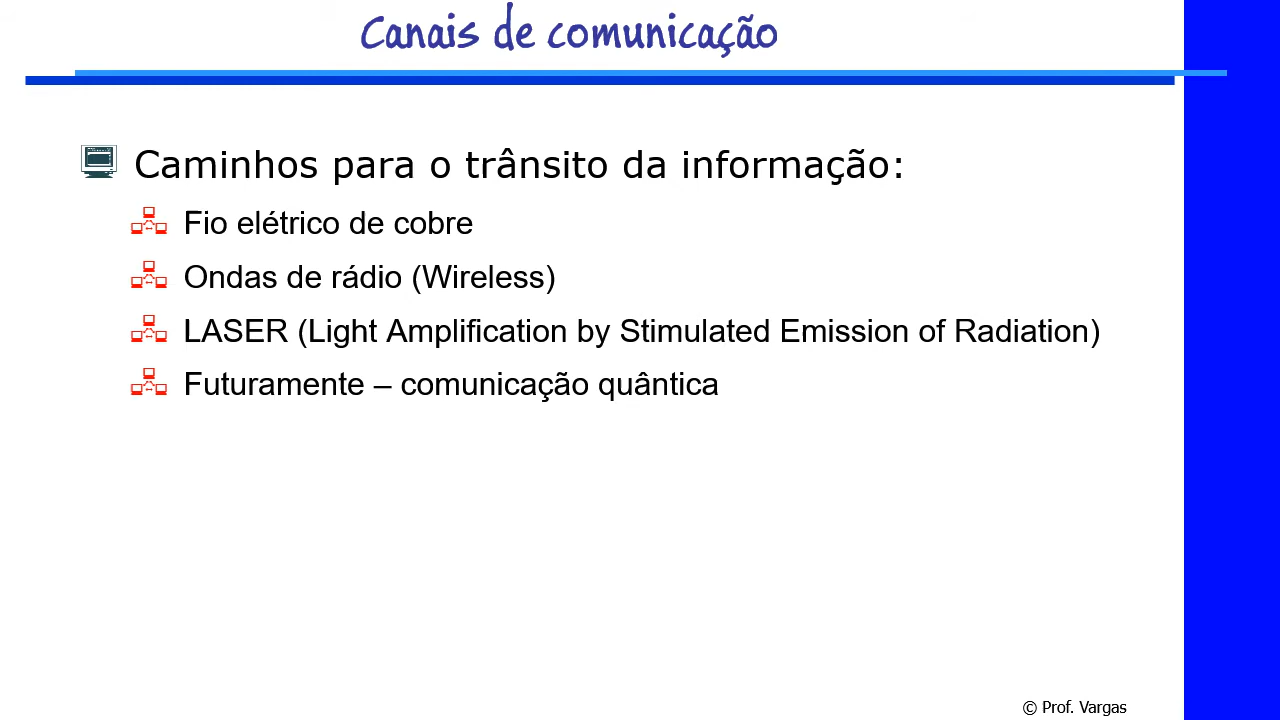 Canais de comunicação
Caminhos para o trânsito da informação:
Fio elétrico de cobre
Ondas de rádio (Wireless)
LASER (Light Amplification by Stimulated Emission of Radiation)
Futuramente – comunicação quântica
© Prof. Vargas